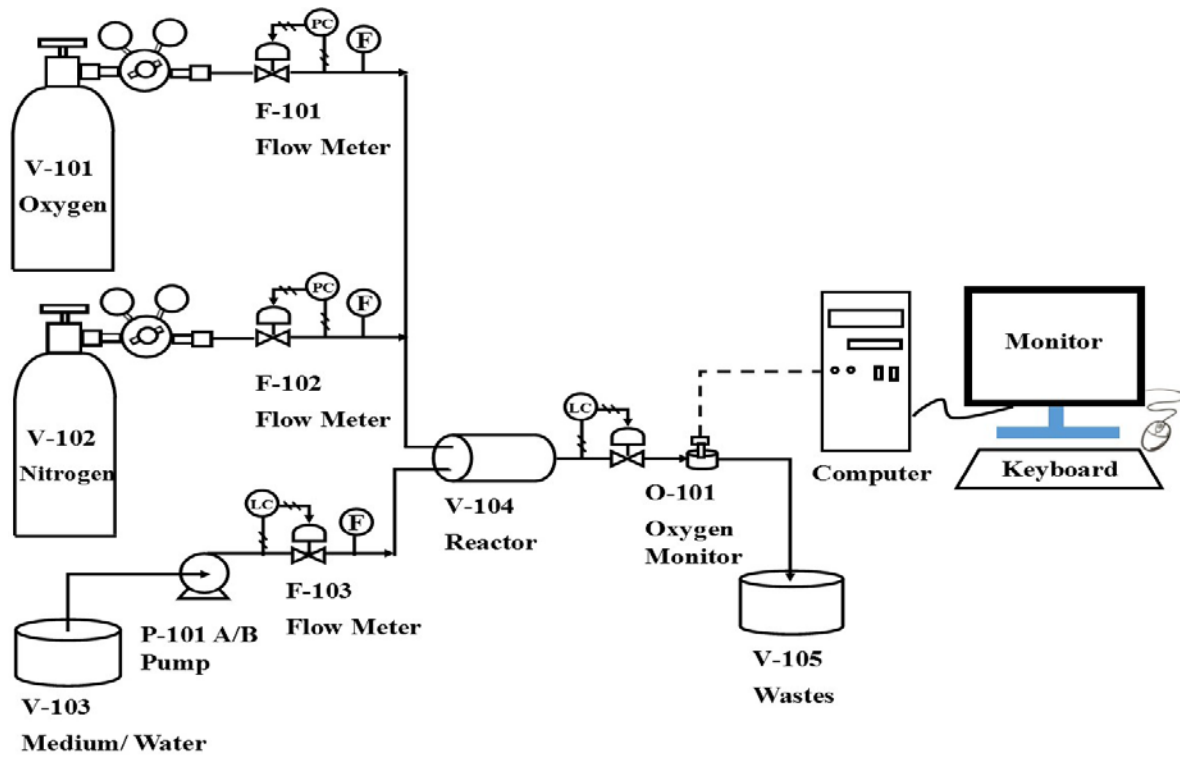 PC
F
F-101
Flow Meter
V-101
Oxygen
PC
F
F-102
Flow Meter
V-102
Nitrogen
Monitor
Computer
Keyboard
LC
O-101
Oxygen
Monitor
V-104
Reactor
LC
F
F-103
Flow Meter
P-101 A/B
Pump
V-103
Medium/ Water
V-105
Wastes